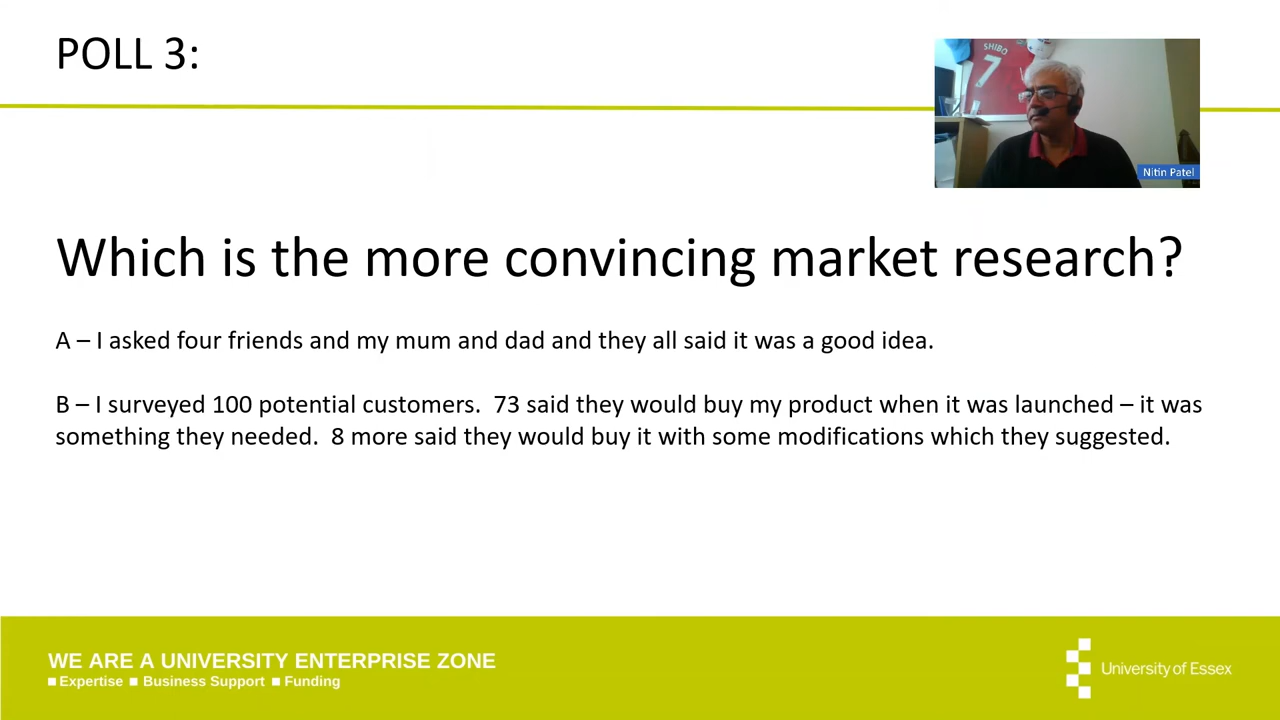 POLL 3:
SHIBO
7
Nitin Patel
Which is the more convincing market research?
A – I asked four friends and my mum and dad and they all said it was a good idea.
B – I surveyed 100 potential customers.  73 said they would buy my product when it was launched – it was
something they needed.  8 more said they would buy it with some modifications which they suggested.
WE ARE A UNIVERSITY ENTERPRISE ZONE
■Expertise ■ Business Support ■ Funding
University of Essex